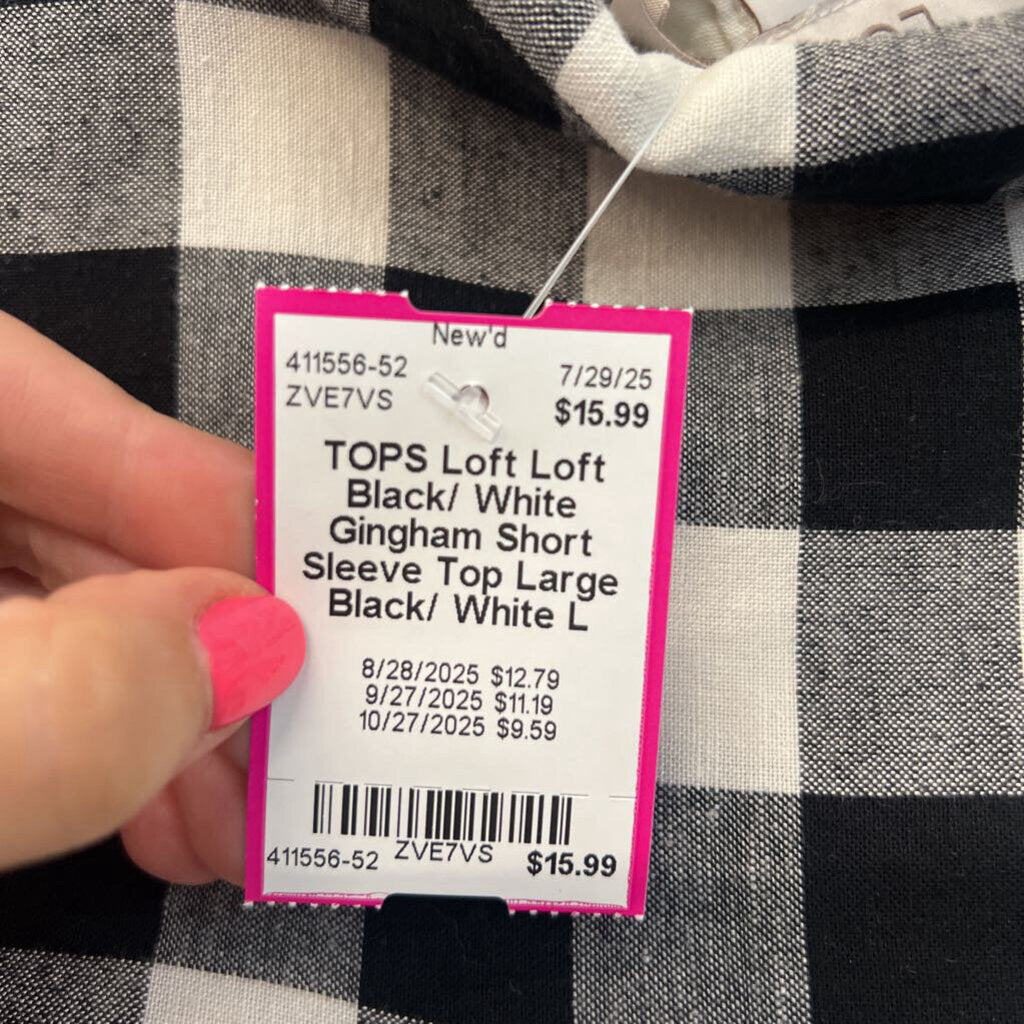 New'd
411556-52
7/29/25
ZVE7VS
$15.99
TOPS Loft Loft
Black/ White
Gingham Short
Sleeve Top Large
Black/ White L
8/28/2025 $12.79
9/27/2025 $11.19
10/27/2025 $9.59
411556-52 ZVE7VS $15.99